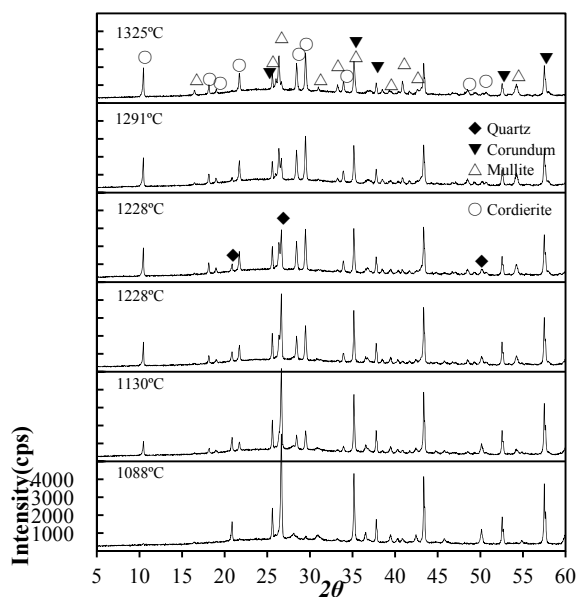 1325ºC
1291ºC
Quartz
Corundum
Mullite
Cordierite
1228ºC
1228ºC
1130ºC
1088ºC
Intensity(cps)
4000
3000
2000
1000
5 10 15 20 25 30 35 40 45 50 55 60
2θ